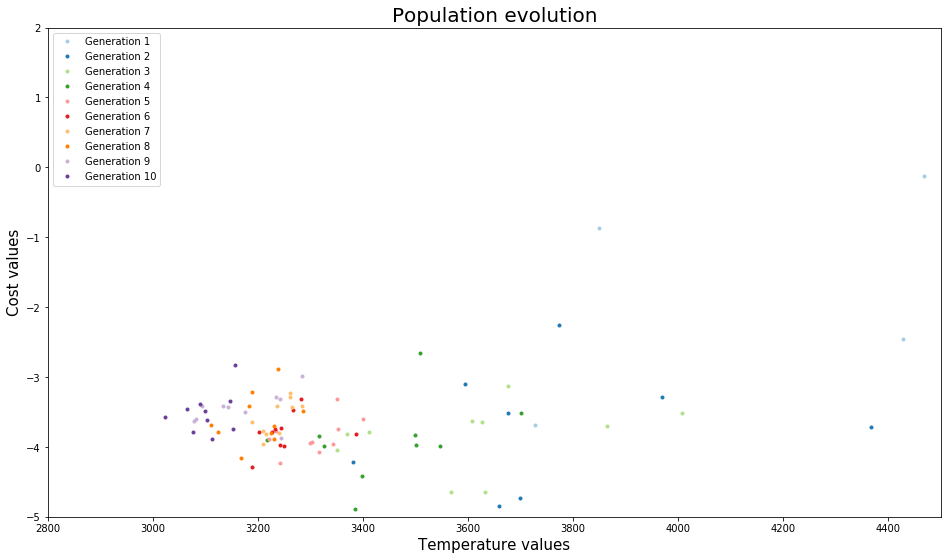 Population evolution
Generation 1
Generation 2
Generation 3
Generation 4
Generation 5
Generation 6
Generation 7
Generation 8
Generation 9
Generation 10
Cost values
2
1
0
−1
−2
−3
−4
−5
2800 3000 3200 3400 3600 3800 4000 4200 4400
Temperature values